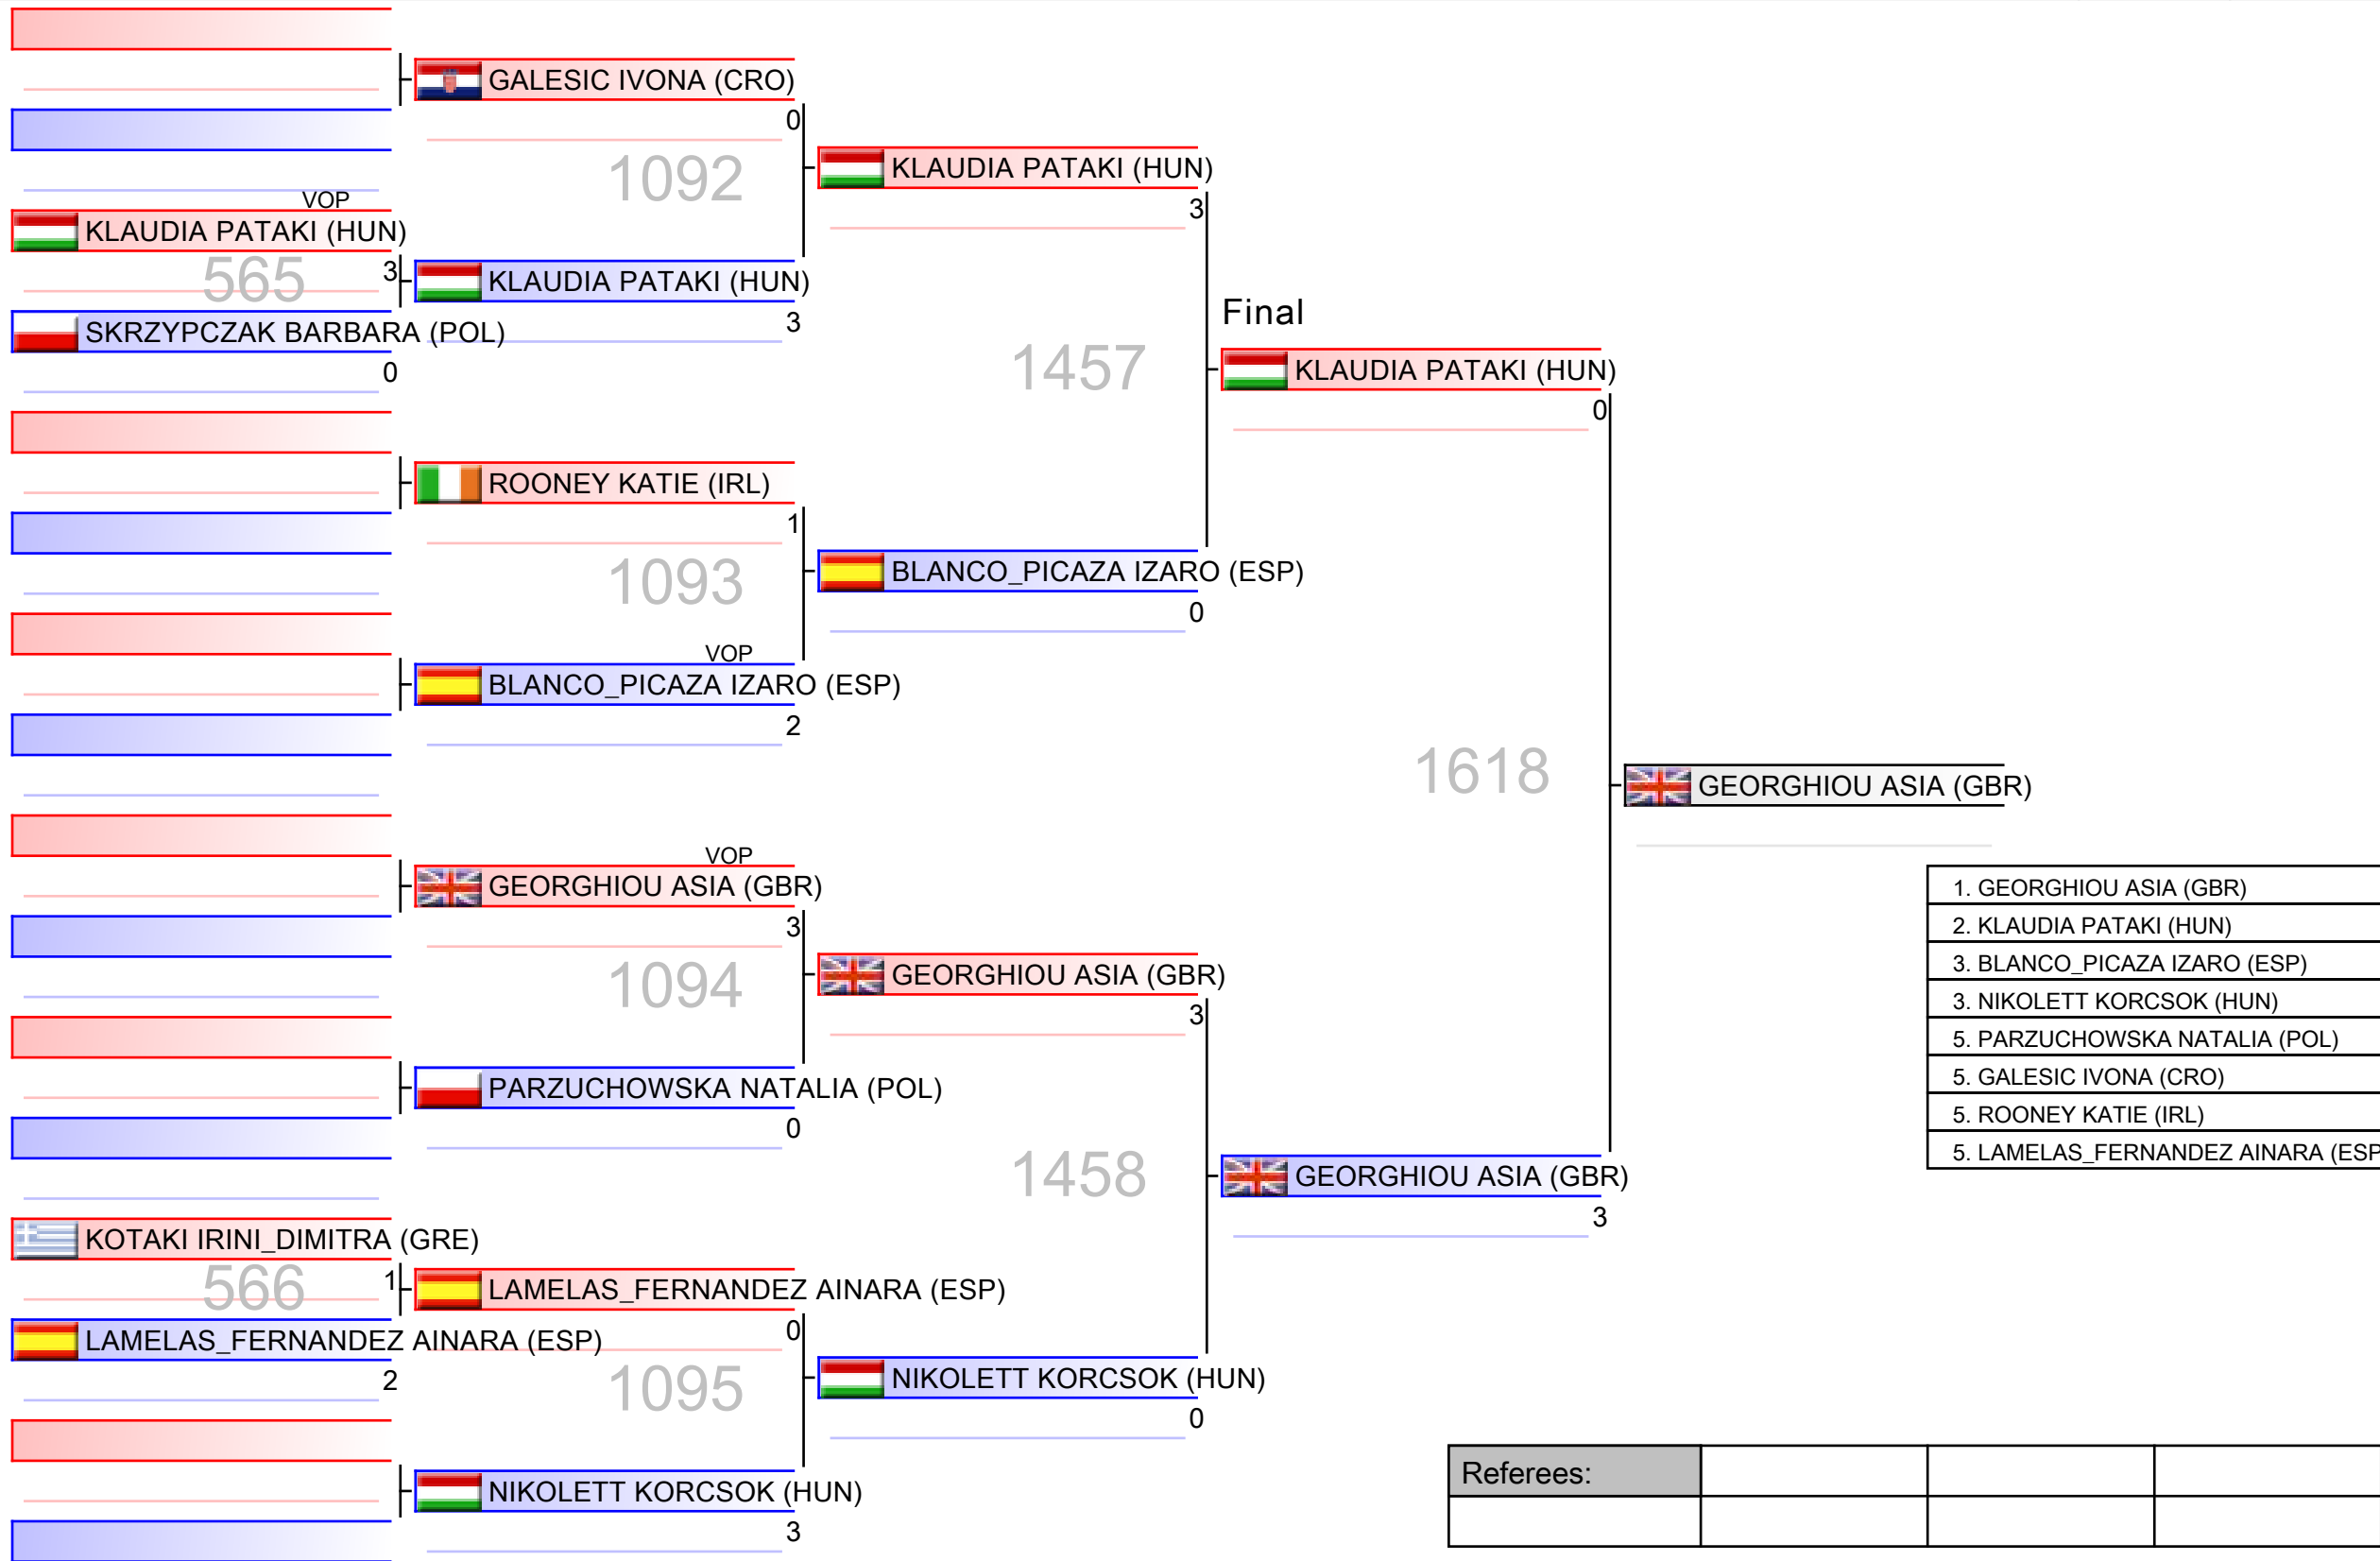 GALESIC IVONA (CRO)
0
1092
KLAUDIA PATAKI (HUN)
3
VOP
KLAUDIA PATAKI (HUN)
565
3
KLAUDIA PATAKI (HUN)
3
SKRZYPCZAK BARBARA (POL)
0
Final
1457
KLAUDIA PATAKI (HUN)
0
ROONEY KATIE (IRL)
1
1093
BLANCO_PICAZA IZARO (ESP)
0
VOP
BLANCO_PICAZA IZARO (ESP)
2
1618
GEORGHIOU ASIA (GBR)
VOP
GEORGHIOU ASIA (GBR)
3
1094
GEORGHIOU ASIA (GBR)
3
PARZUCHOWSKA NATALIA (POL)
0
1458
GEORGHIOU ASIA (GBR)
3
KOTAKI IRINI_DIMITRA (GRE)
566
1
LAMELAS_FERNANDEZ AINARA (ESP)
0
LAMELAS_FERNANDEZ AINARA (ESP)
2
1095
NIKOLETT KORCSOK (HUN)
0
NIKOLETT KORCSOK (HUN)
3
1. GEORGHIOU ASIA (GBR)
2. KLAUDIA PATAKI (HUN)
3. BLANCO_PICAZA IZARO (ESP)
3. NIKOLETT KORCSOK (HUN)
5. PARZUCHOWSKA NATALIA (POL)
5. GALESIC IVONA (CRO)
5. ROONEY KATIE (IRL)
5. LAMELAS_FERNANDEZ AINARA (ESP
Referees: